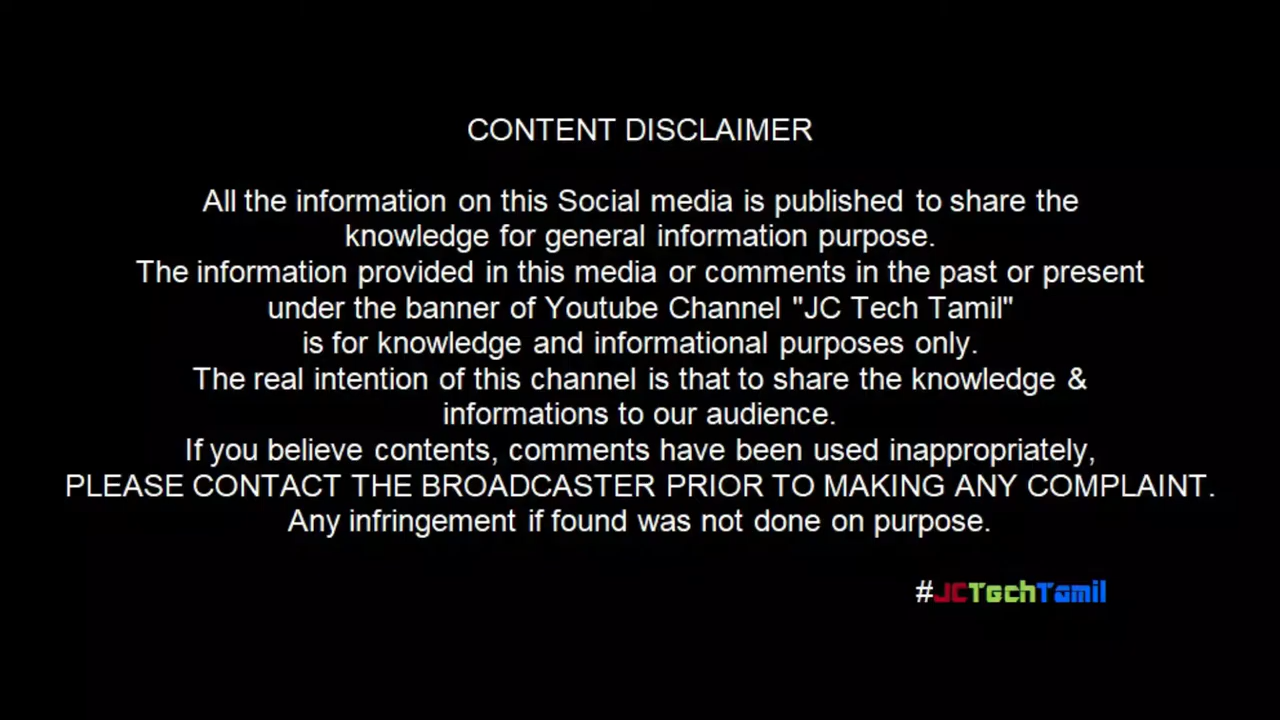 CONTENT DISCLAIMER
All the information on this Social media is published to share the
knowledge for general information purpose.
The information provided in this media or comments in the past or present
under the banner of Youtube Channel "JC Tech Tamil"
is for knowledge and informational purposes only.
The real intention of this channel is that to share the knowledge &
informations to our audience.
If you believe contents, comments have been used inappropriately,
PLEASE CONTACT THE BROADCASTER PRIOR TO MAKING ANY COMPLAINT.
Any infringement if found was not done on purpose.
#JCTechTamil